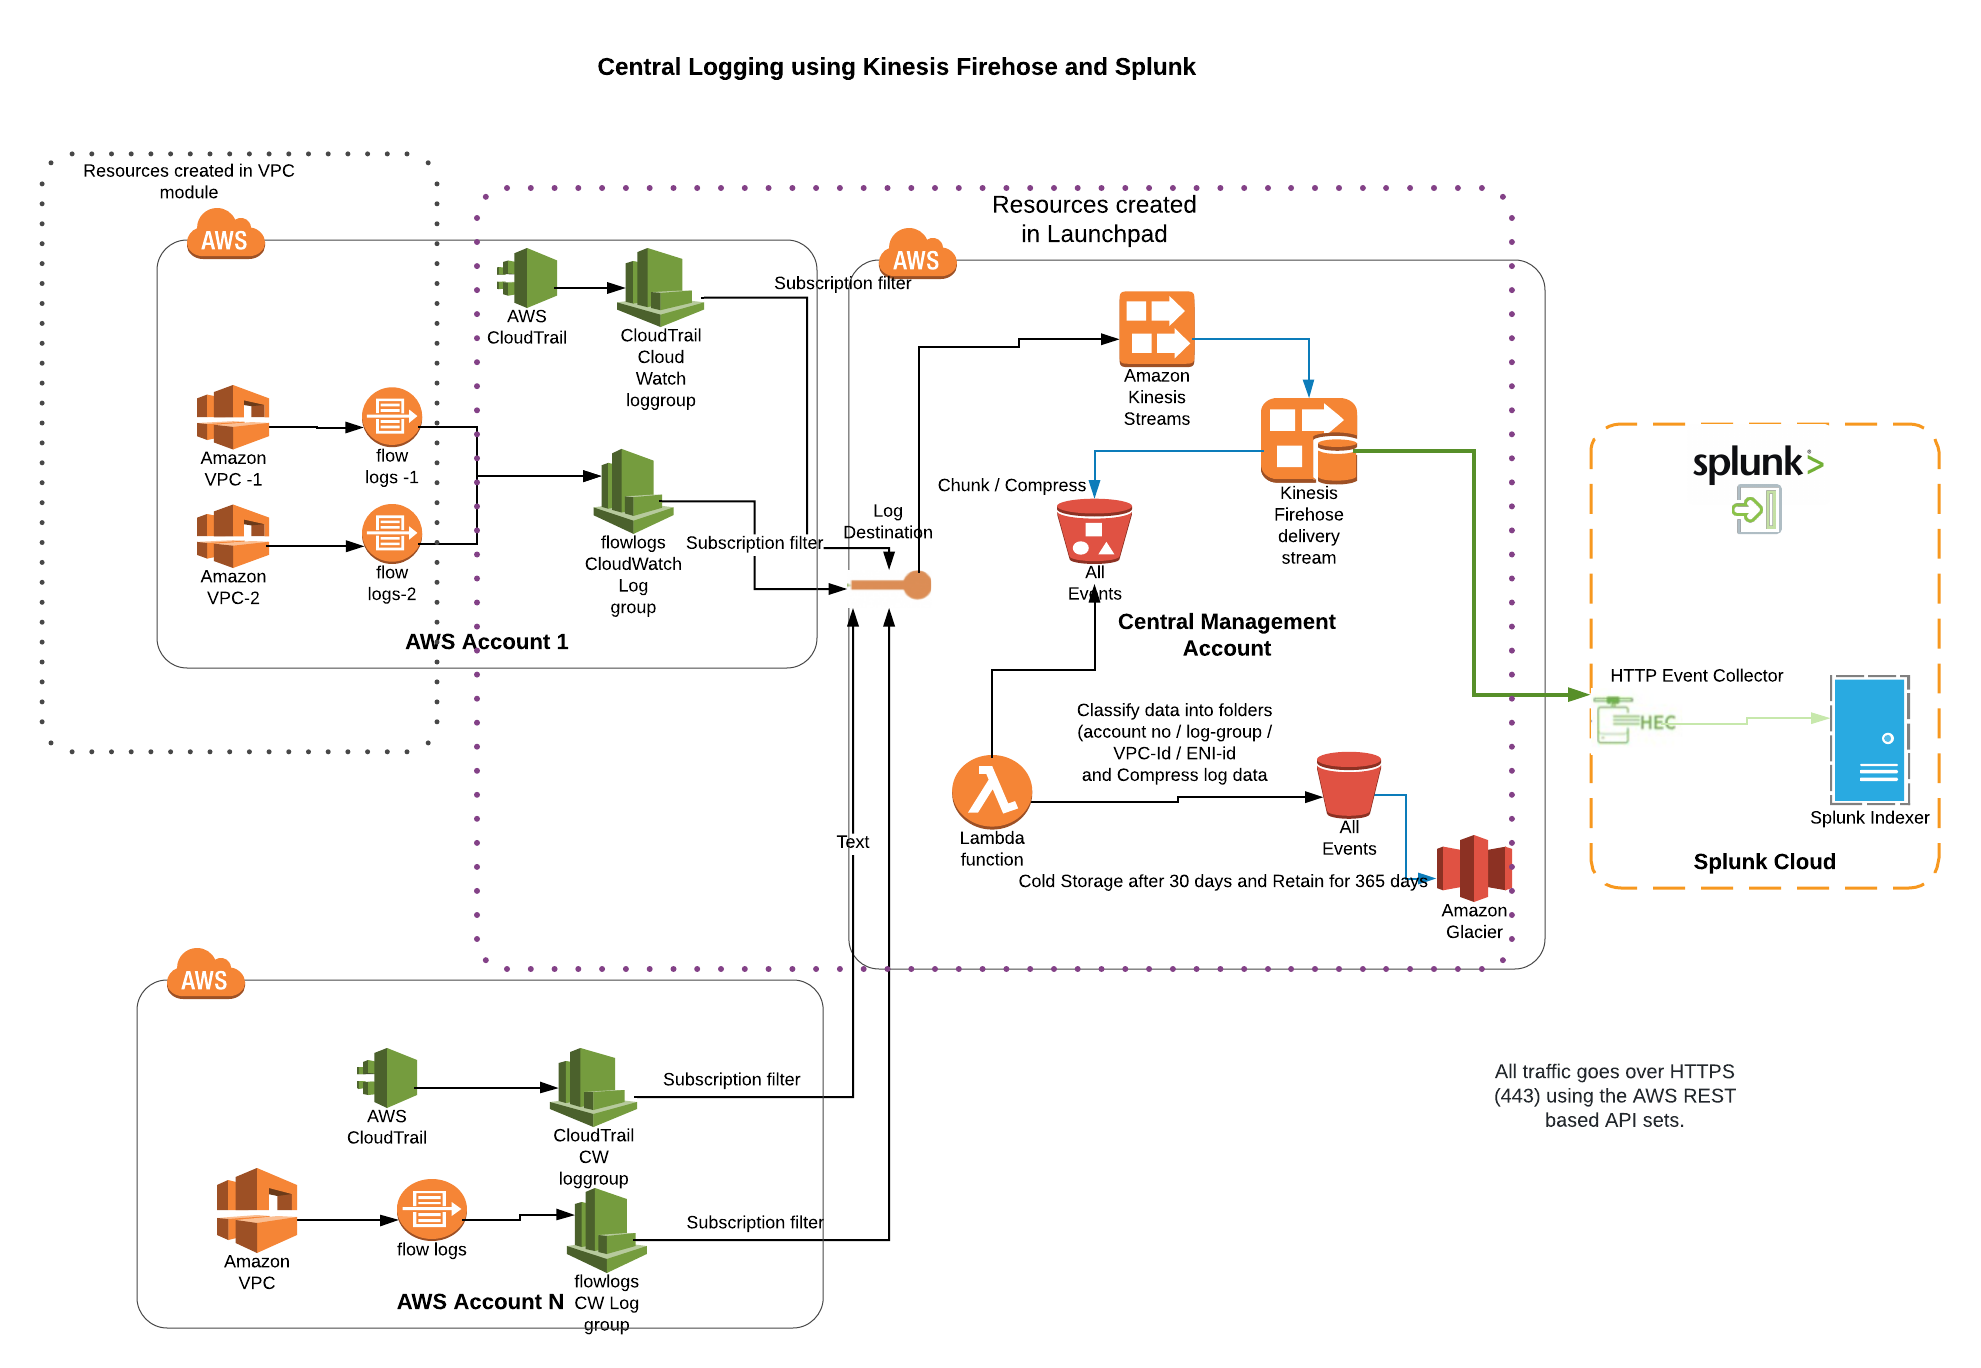 Central Logging using Kinesis Firehose and Splunk
Resources created in VPC
module
AWS
Resources created
in Launchpad
AWS
AWS
CloudTrail
CloudTrail
Cloud
Watch
loggroup
Subscription filter
Amazon
VPC -1
flow
logs -1
Amazon
VPC-2
flow
logs-2
flowlogs
CloudWatch
Log
group
Subscription filter
AWS Account 1
Log
Destination
Amazon
Kinesis
Streams
Kinesis
Firehose
delivery
stream
Chunk / Compress
All
Events
Central Management
Account
Classify data into folders
(account no / log-group /
VPC-Id / ENI-id
and Compress log data
Lambda
function
All
Events
Cold Storage after 30 days and Retain for 365 days
Amazon
Glacier
splunk>
HTTP Event Collector
HEC
Splunk Indexer
Splunk Cloud
Text
AWS
AWS
CloudTrail
CloudTrail
CW
loggroup
Subscription filter
Amazon
VPC
flow logs
flowlogs
CW Log
group
Subscription filter
AWS Account N
All traffic goes over HTTPS
(443) using the AWS REST
based API sets.